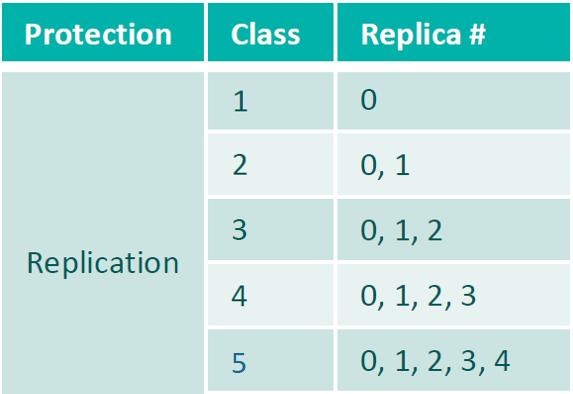 Protection Class Replica #
1 0
2 0, 1
3 0, 1, 2
Replication
4 0, 1, 2, 3
5 0, 1, 2, 3, 4